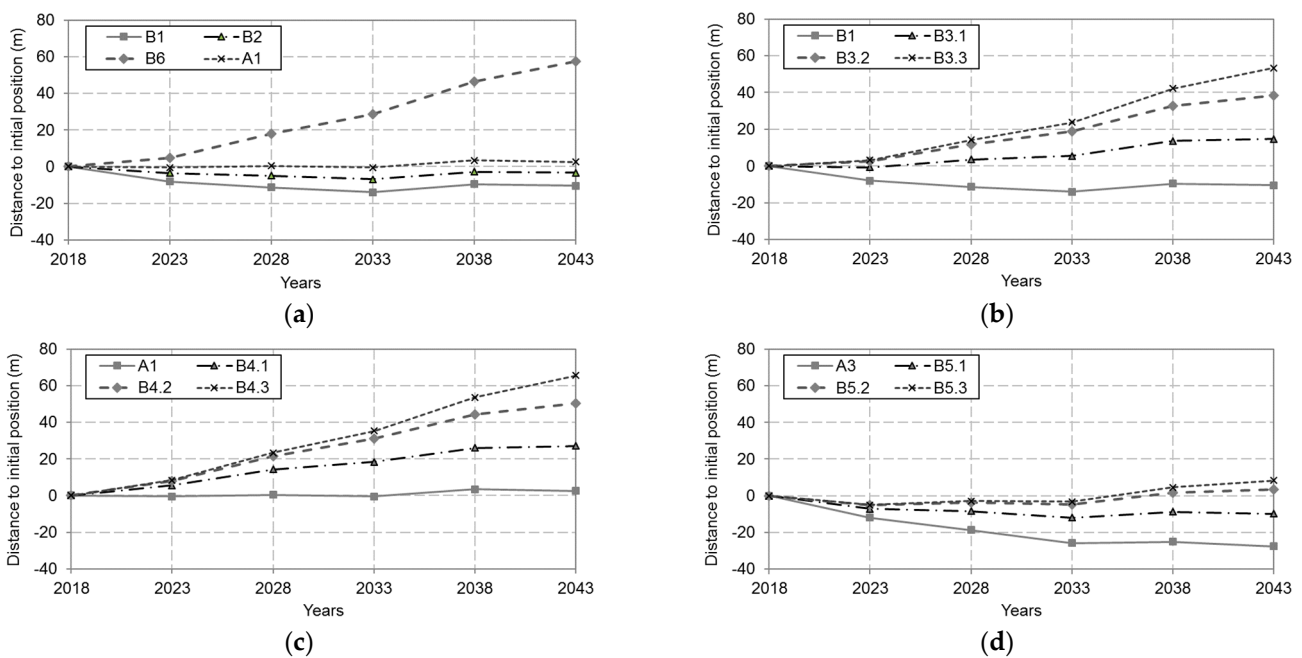 80
60
40
20
0
-20
-40
Distance to intial position (m)
B1 B2
B6 A1
2018 2023 2028 2033 2038 2043
Years
(a)
80
60
40
20
0
-20
-40
Distance to initial position (m)
B1 B3.1
B3.2 B3.3
2018 2023 2028 2033 2038 2043
Years
(b)
80
60
40
20
0
-20
-40
Distance to initial position (m)
A1 B4.1
B4.2 B4.3
2018 2023 2028 2033 2038 2043
Years
(c)
80
60
40
20
0
-20
-40
Distance to initial position (m)
A3 B5.1
B5.2 B5.3
2018 2023 2028 2033 2038 2043
Years
(d)